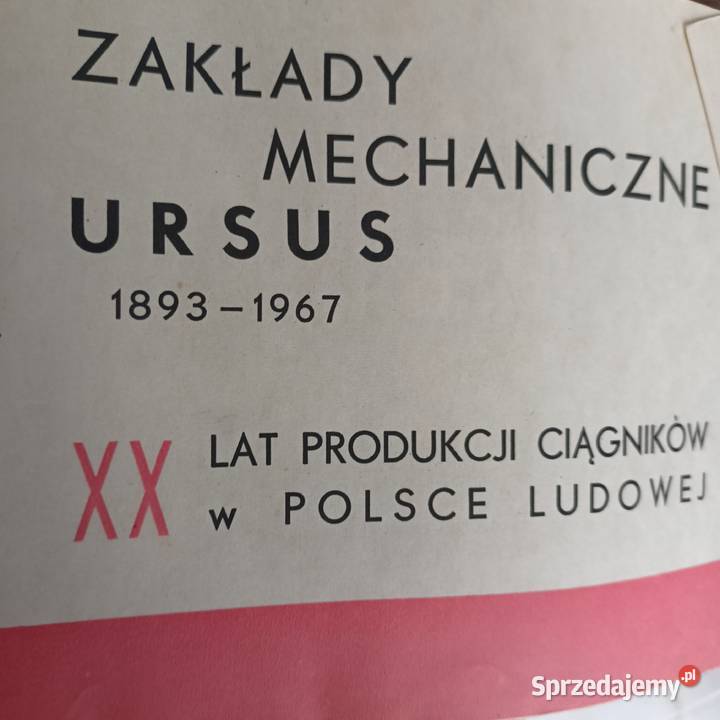 ZAKŁADY
MECHANICZNE
URSUS
1893-1967
XX LAT PRODUKCJI CIĄGNIKÓW
w POLSCE LUDOWEJ
Sprzedajemy.pl